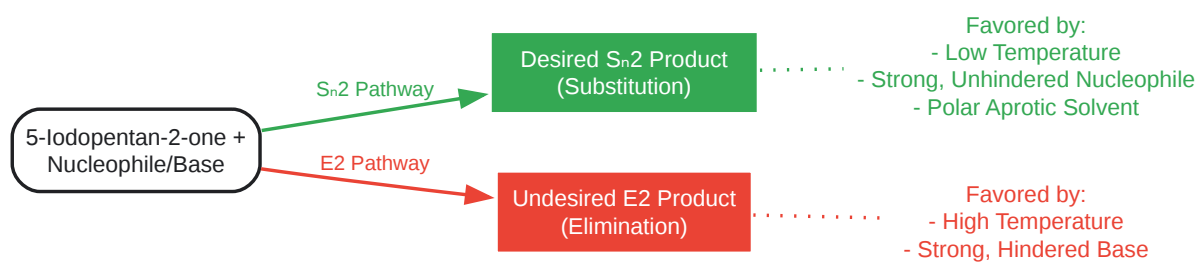 5-Iodopentan-2-one +
Nucleophile/Base
Sₙ2 Pathway
E2 Pathway
Desired Sₙ2 Product
(Substitution)
Undesired E2 Product
(Elimination)
Favored by:
- Low Temperature
- Strong, Unhindered Nucleophile
- Polar Aprotic Solvent
Favored by:
- High Temperature
- Strong, Hindered Base